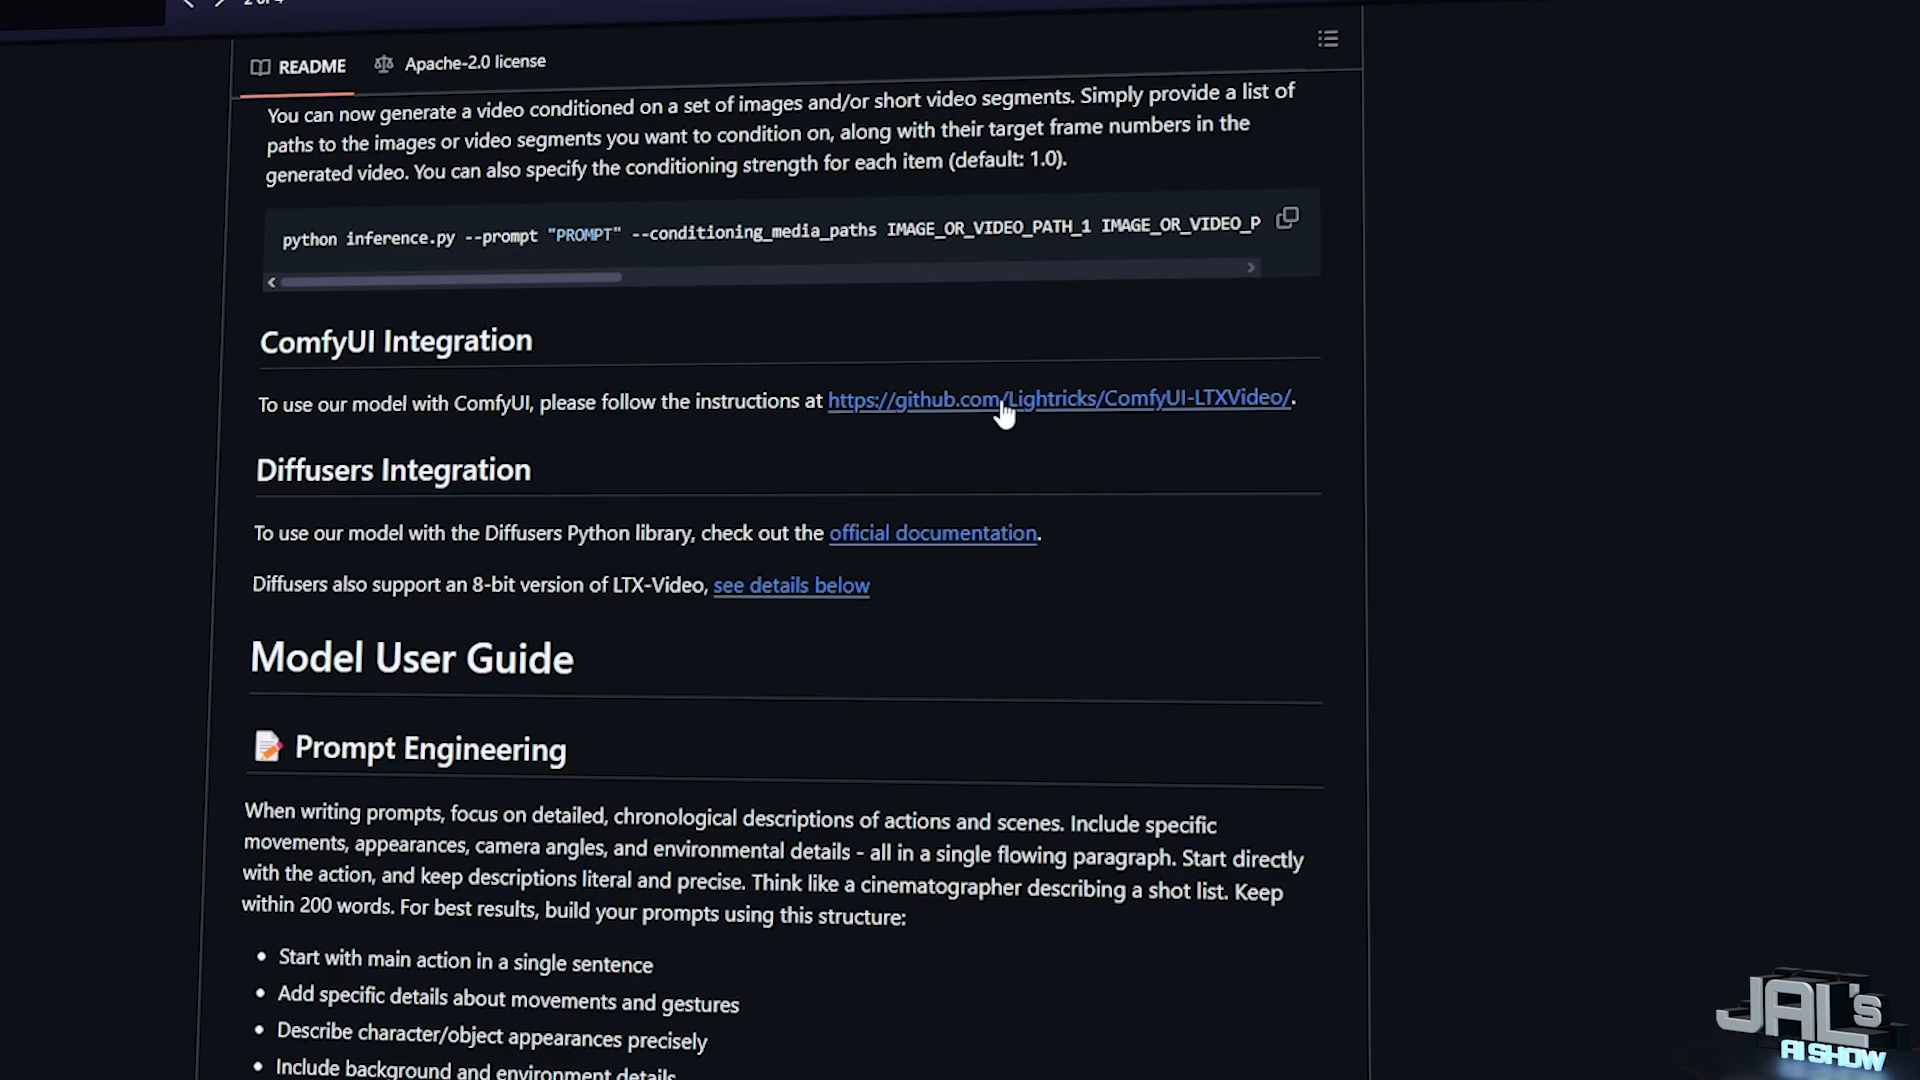 README Apache-2.0 license
You can now generate a video conditioned on a set of images and/or short video segments. Simply provide a list of
paths to the images or video segments you want to condition on, along with their target frame numbers in the
generated video. You can also specify the conditioning strength for each item (default: 1.0).
python inference.py --prompt "PROMPT" --conditioning_media_paths IMAGE_OR_VIDEO_PATH_1 IMAGE_OR_VIDEO_P
ComfyUI Integration
To use our model with ComfyUI, please follow the instructions at https://github.com/Lightricks/ComfyUI-LTXVideo/.
Diffusers Integration
To use our model with the Diffusers Python library, check out the official documentation.
Diffusers also support an 8-bit version of LTX-Video, see details below
Model User Guide
Prompt Engineering
When writing prompts, focus on detailed, chronological descriptions of actions and scenes. Include specific
movements, appearances, camera angles, and environmental details - all in a single flowing paragraph. Start directly
with the action, and keep descriptions literal and precise. Think like a cinematographer describing a shot list. Keep
within 200 words. For best results, build your prompts using this structure:
• Start with main action in a single sentence
• Add specific details about movements and gestures
• Describe character/object appearances precisely
• Include background and environment details
JAL's
AI SHOW